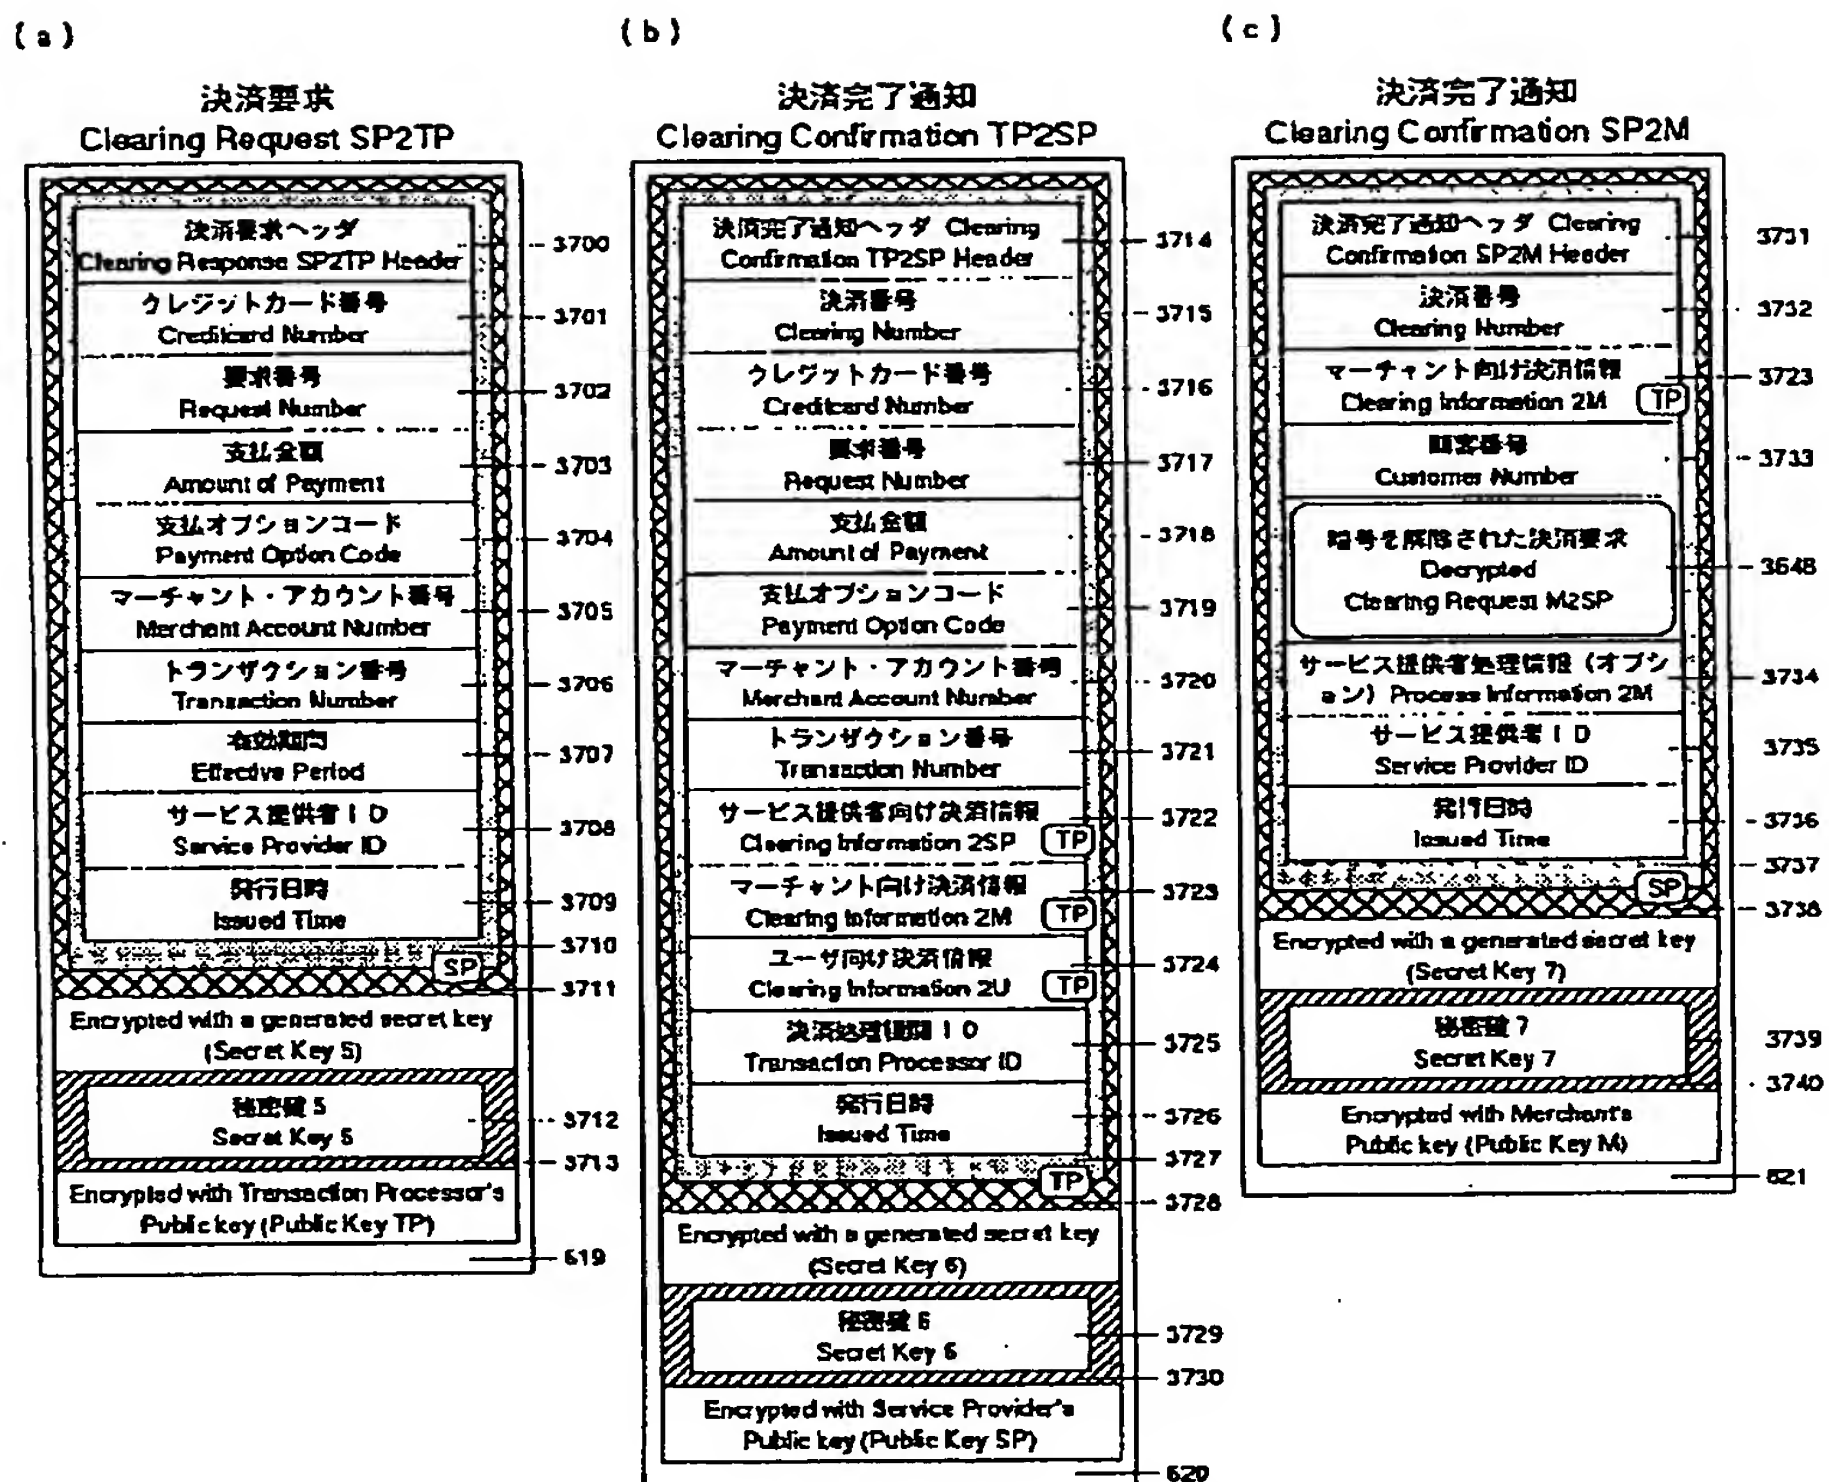 (a)
決済要求
Clearing Request SP2TP
決済要求ヘッダ
Clearing Response SP2TP Header
3700
クレジットカード番号
Creditcard Number
3701
要求番号
Request Number
3702
支払金額
Amount of Payment
3703
支払オプションコード
Payment Option Code
3704
マーチャント・アカウント番号
Merchant Account Number
3705
トランザクション番号
Transaction Number
3706
有効期間
Effective Period
3707
サービス提供者ID
Service Provider ID
3708
発行日時
Issued Time
3709
3710
SP
3711
Encrypted with a generated secret key
(Secret Key 5)
秘密鍵5
Secret Key 5
3712
3713
Encrypted with Transaction Processor's
Public key (Public Key TP)
619
(b)
決済完了通知
Clearing Confirmation TP2SP
決済完了通知ヘッダ Clearing
Confirmation TP2SP Header
3714
決済番号
Clearing Number
3715
クレジットカード番号
Creditcard Number
3716
要求番号
Request Number
3717
支払金額
Amount of Payment
3718
支払オプションコード
Payment Option Code
3719
マーチャント・アカウント番号
Merchant Account Number
3720
トランザクション番号
Transaction Number
3721
サービス提供者向け決済情報
Clearing Information 2SP
TP
3722
マーチャント向け決済情報
Clearing Information 2M
TP
3723
ユーザ向け決済情報
Clearing Information 2U
TP
3724
決済処理機関ID
Transaction Processor ID
3725
発行日時
Issued Time
3726
3727
TP
3728
Encrypted with a generated secret key
(Secret Key 6)
秘密鍵6
Secret Key 6
3729
3730
Encrypted with Service Provider's
Public key (Public Key SP)
620
(c)
決済完了通知
Clearing Confirmation SP2M
決済完了通知ヘッダ Clearing
Confirmation SP2M Header
3731
決済番号
Clearing Number
3732
マーチャント向け決済情報
Clearing Information 2M
TP
3723
顧客番号
Customer Number
3733
暗号を解除された決済要求
Decrypted
Clearing Request M2SP
3648
サービス提供者処理情報（オプシ
ョン）Process Information 2M
3734
サービス提供者ID
Service Provider ID
3735
発行日時
Issued Time
3736
3737
SP
3738
Encrypted with a generated secret key
(Secret Key 7)
秘密鍵7
Secret Key 7
3739
3740
Encrypted with Merchant's
Public key (Public Key M)
621